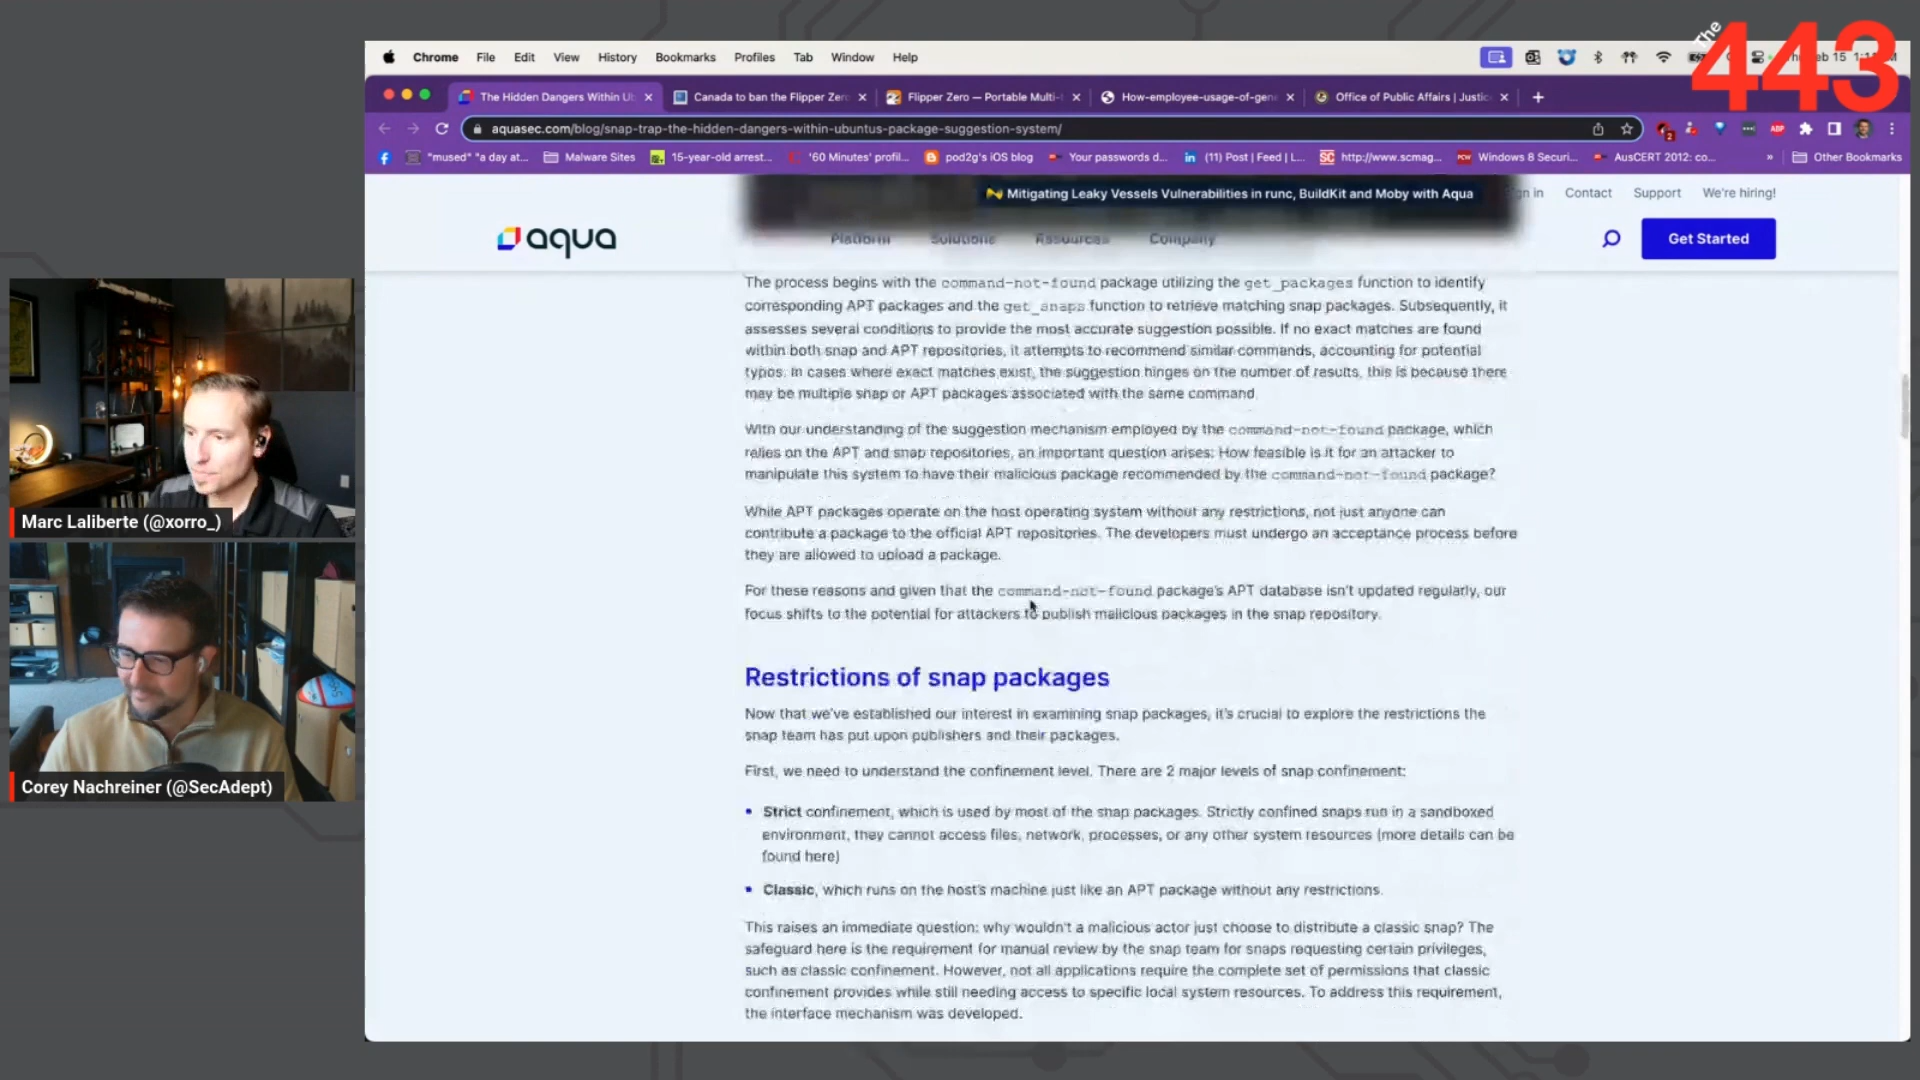 The
443
Chrome File Edit View History Bookmarks Profiles Tab Window Help
The Hidden Dangers Within U
Canada to ban the Flipper Zero
Flipper Zero — Portable Multi-
How-employee-usage-of-gen
Office of Public Affairs | Justic
aquasec.com/blog/snap-trap-the-hidden-dangers-within-ubuntus-package-suggestion-system/
"mused" "a day at... Malware Sites 15-year-old arrest... '60 Minutes' profil... pod2g's iOS blog Your passwords d... (11) Post | Feed | L... http://www.scmag... Windows 8 Securi... AusCERT 2012: co... » Other Bookmarks
Mitigating Leaky Vessels Vulnerabilities in runc, BuildKit and Moby with Aqua
Contact Support We're hiring!
aqua
Platform Solutions Resources Company
Get Started
The process begins with the command-not-found package utilizing the get_packages function to identify
corresponding APT packages and the get_snaps function to retrieve matching snap packages. Subsequently, it
assesses several conditions to provide the most accurate suggestion possible. If no exact matches are found
within both snap and APT repositories, it attempts to recommend similar commands, accounting for potential
typos. In cases where exact matches exist, the suggestion hinges on the number of results, this is because there
may be multiple snap or APT packages associated with the same command.
With our understanding of the suggestion mechanism employed by the command-not-found package, which
relies on the APT and snap repositories, an important question arises: How feasible is it for an attacker to
manipulate this system to have their malicious package recommended by the command-not-found package?
While APT packages operate on the host operating system without any restrictions, not just anyone can
contribute a package to the official APT repositories. The developers must undergo an acceptance process before
they are allowed to upload a package.
For these reasons and given that the command-not-found package's APT database isn't updated regularly, our
focus shifts to the potential for attackers to publish malicious packages in the snap repository.
Restrictions of snap packages
Now that we've established our interest in examining snap packages, it's crucial to explore the restrictions the
snap team has put upon publishers and their packages.
First, we need to understand the confinement level. There are 2 major levels of snap confinement:
• Strict confinement, which is used by most of the snap packages. Strictly confined snaps run in a sandboxed
environment, they cannot access files, network, processes, or any other system resources (more details can be
found here)
• Classic, which runs on the host's machine just like an APT package without any restrictions.
This raises an immediate question: why wouldn't a malicious actor just choose to distribute a classic snap? The
safeguard here is the requirement for manual review by the snap team for snaps requesting certain privileges,
such as classic confinement. However, not all applications require the complete set of permissions that classic
confinement provides while still needing access to specific local system resources. To address this requirement,
the interface mechanism was developed.
Marc Laliberte (@xorro_)
Corey Nachreiner (@SecAdept)